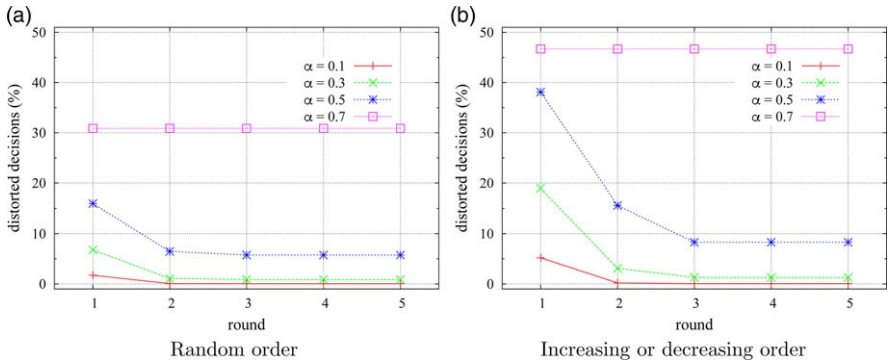 (a)
50
40
30
20
10
0
distorted decisions (%)
α = 0.1
α = 0.3
α = 0.5
α = 0.7
1 2 3 4 5
round
Random order
(b)
50
40
30
20
10
0
distorted decisions (%)
α = 0.1
α = 0.3
α = 0.5
α = 0.7
1 2 3 4 5
round
Increasing or decreasing order